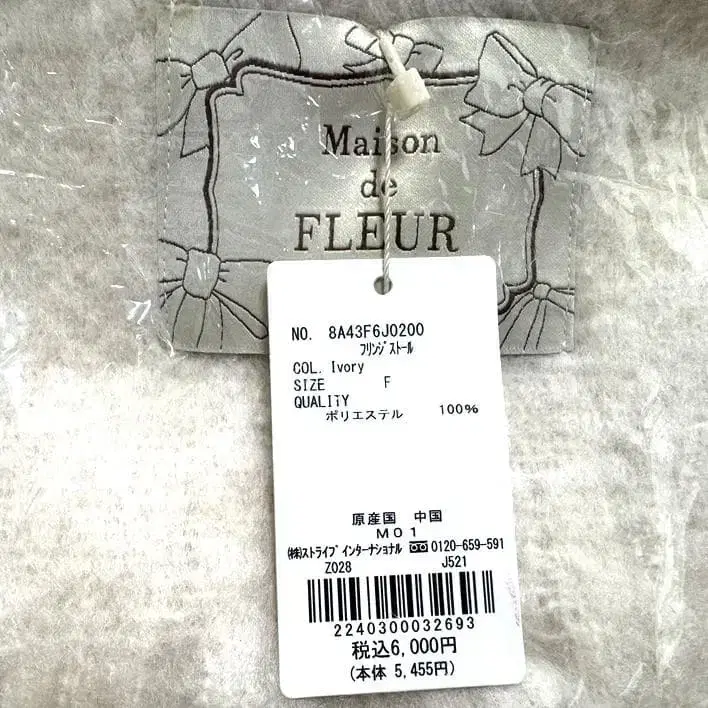 Maison
de
FLEUR
NO. 8A43F6J0200
フリンジストール
COL. Ivory
SIZE F
QUALITY
ポリエステル 100%
原産国 中国
M01
㈱ストライプインターナショナル 0120-659-591
Z028 J521
2240300032693
税込6,000円
(本体 5,455円)